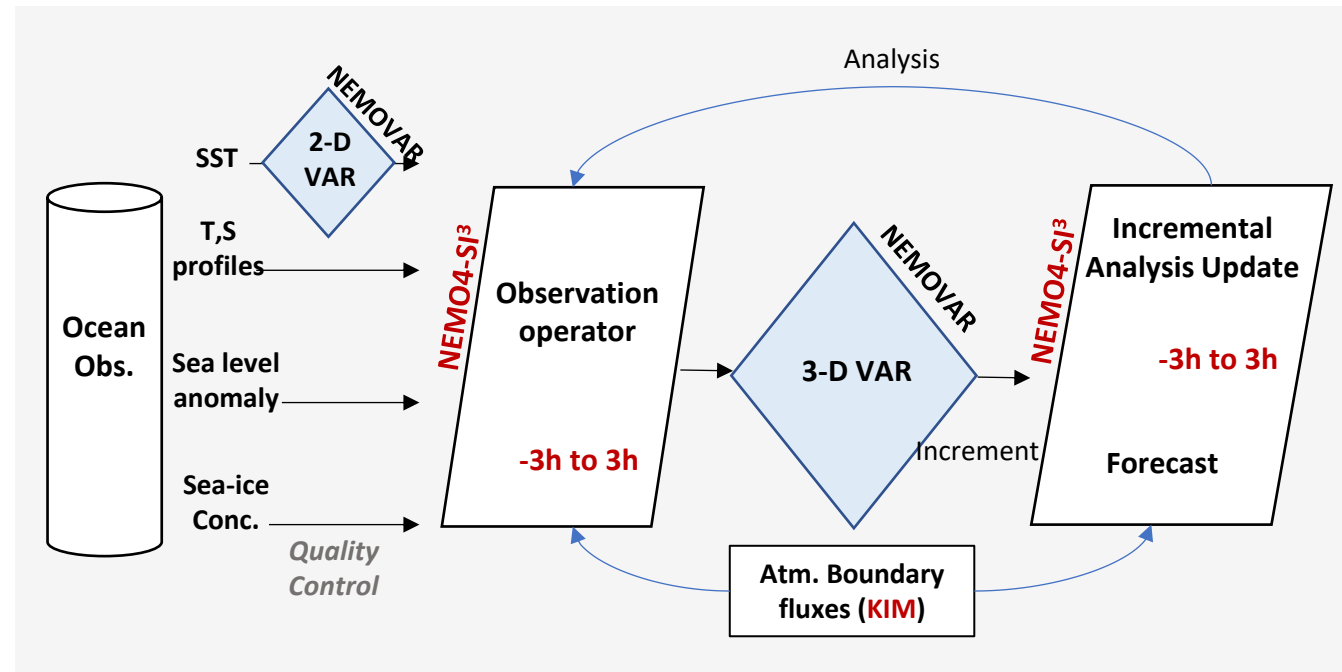 Analysis
NEMOVAR
SST
2-D
VAR
T,S
profiles
Ocean
Obs.
Sea level
anomaly
Sea-ice
Conc.
Quality
Control
NEMO4-SI³
Observation
operator
-3h to 3h
NEMOVAR
3-D VAR
Increment
NEMO4-SI³
Incremental
Analysis Update
-3h to 3h
Forecast
Atm. Boundary
fluxes (KIM)